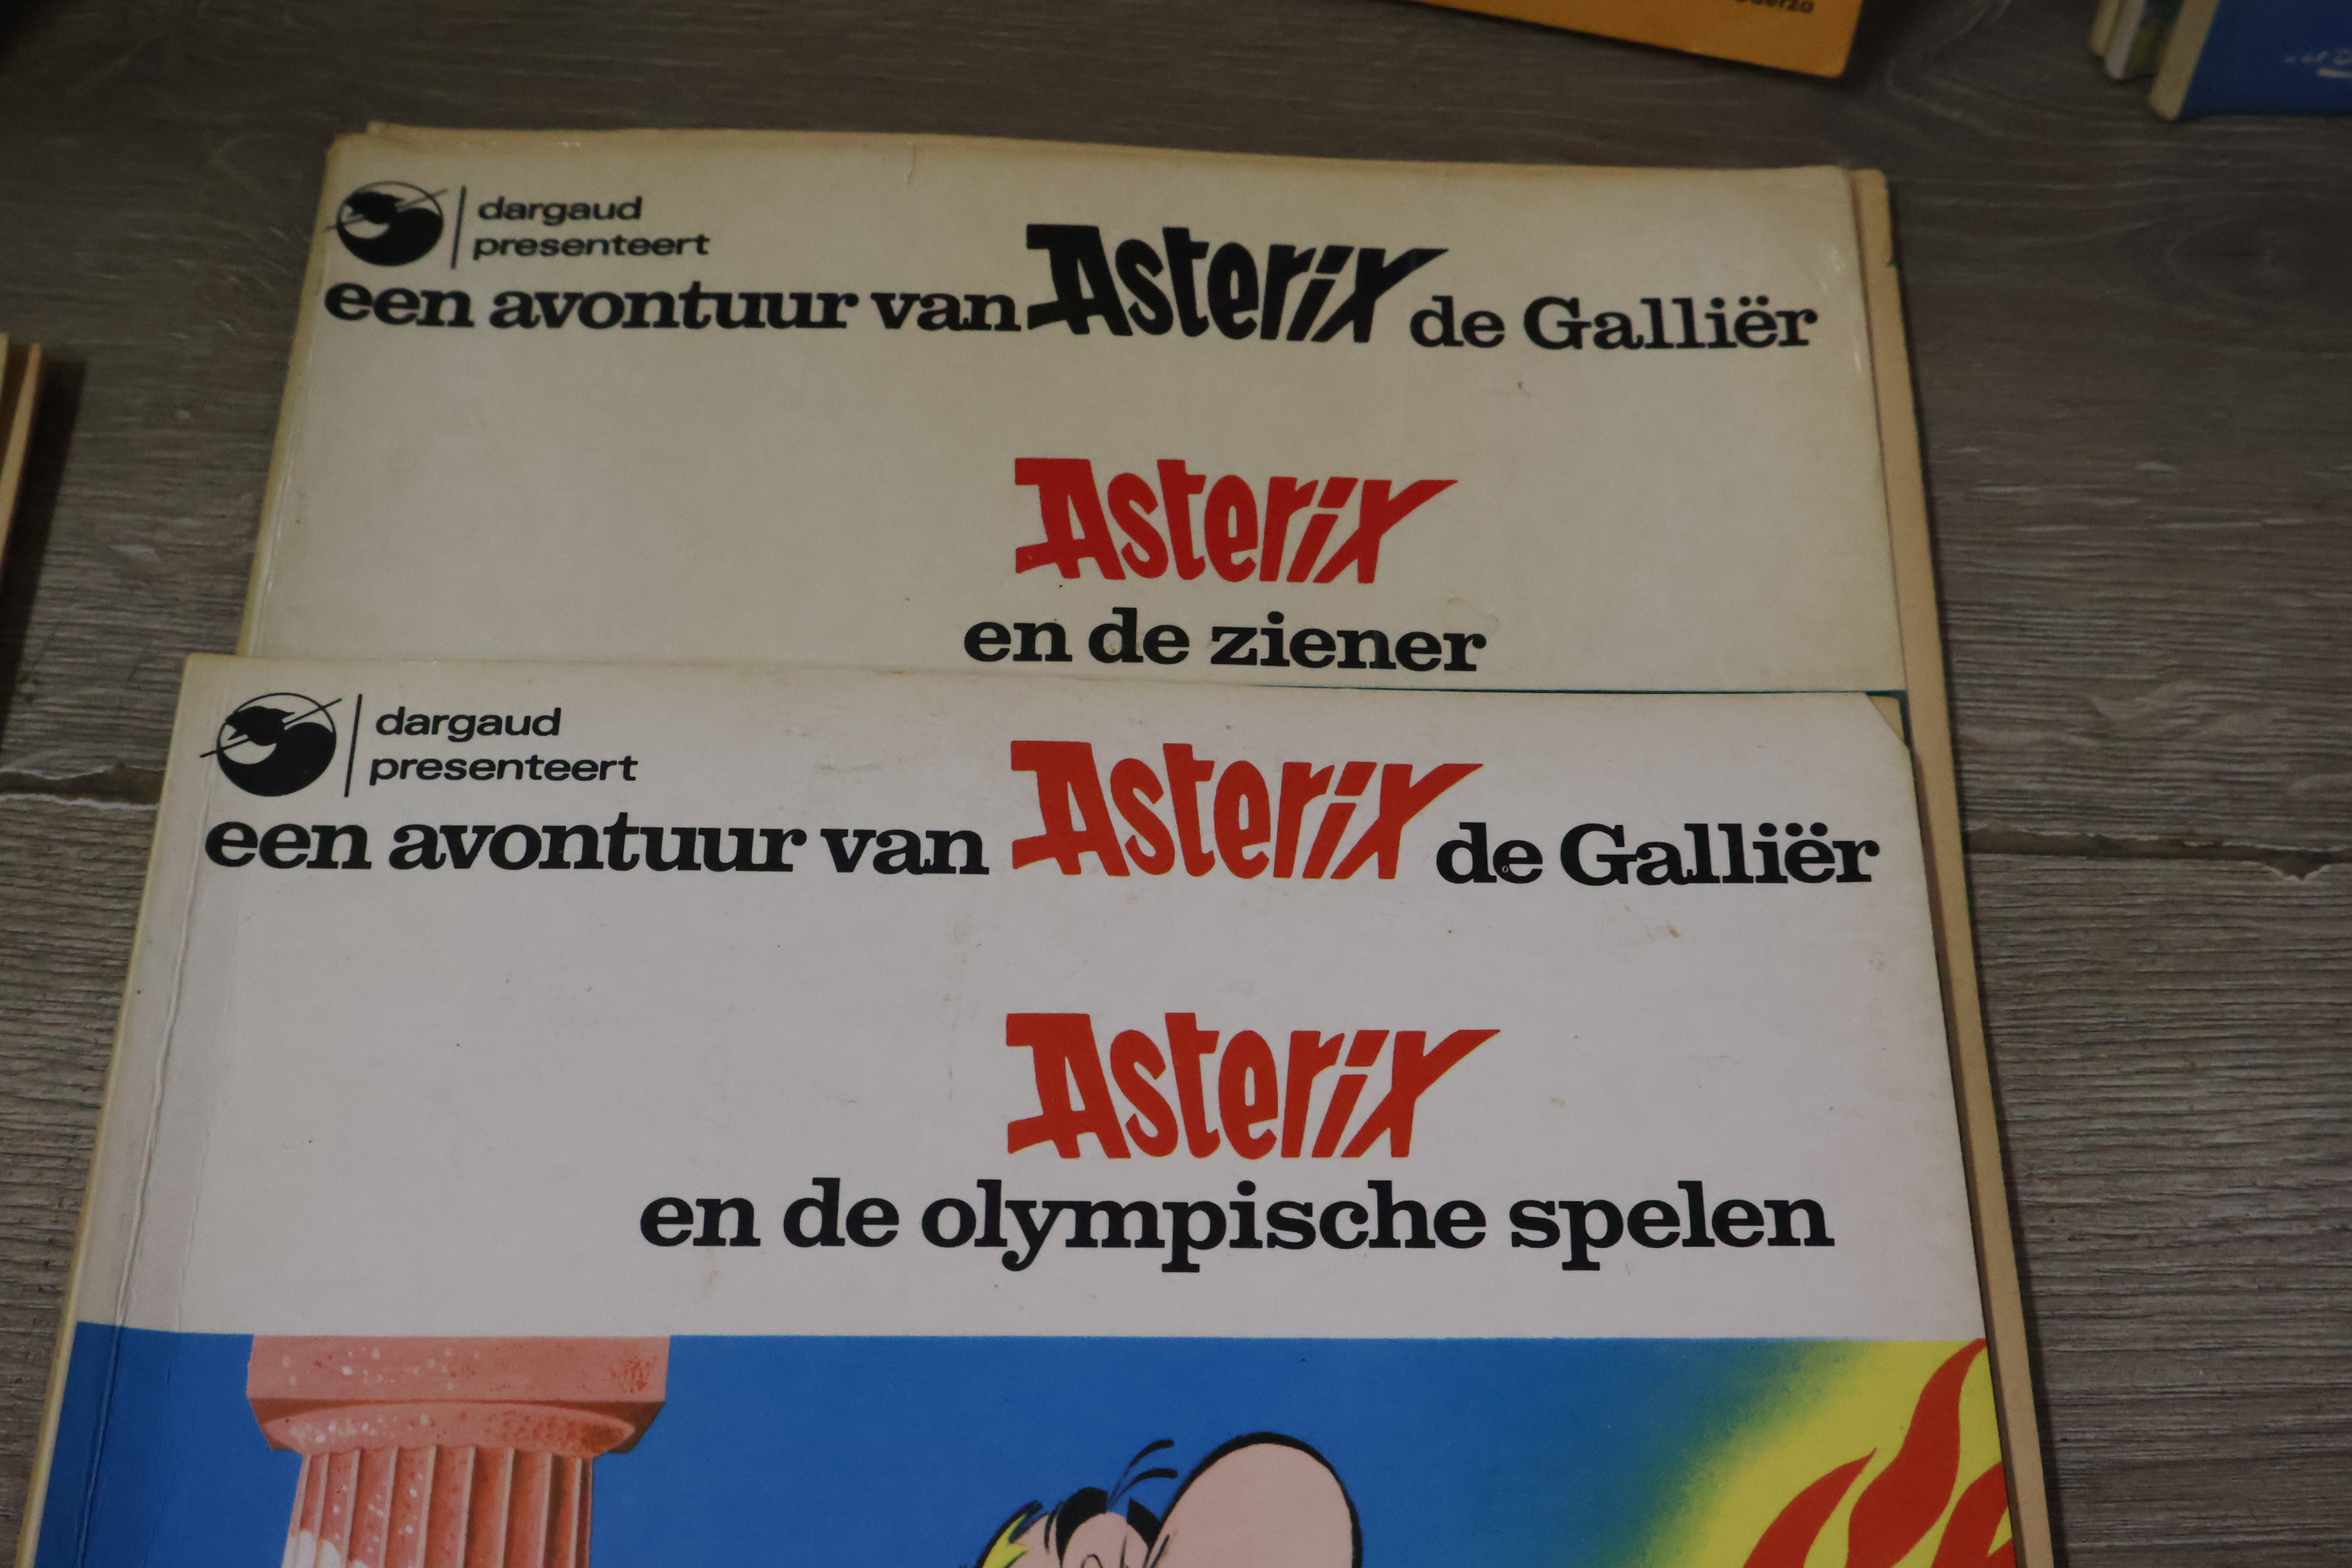 dargaud
presenteert
een avontuur van Asterix de Galliër
Asterix
en de ziener
dargaud
presenteert
een avontuur van Asterix de Galliër
Asterix
en de olympische spelen